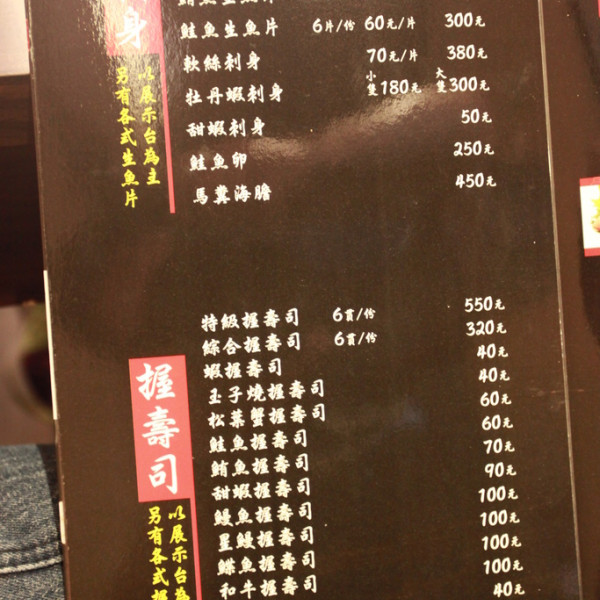 身
以展示台為主
另有各式生魚片
鮭魚生魚片 6片/份 60元/片 300元
軟絲刺身 70元/片 380元
牡丹蝦刺身 小隻180元 大隻300元
甜蝦刺身 50元
鮭魚卵 250元
馬糞海膽 450元
握壽司
以展示台為
另有各式握
特級握壽司 6貫/份 550元
綜合握壽司 6貫/份 320元
蝦握壽司 40元
玉子燒握壽司 40元
松葉蟹握壽司 60元
鮭魚握壽司 60元
鮪魚握壽司 70元
甜蝦握壽司 90元
鰻魚握壽司 100元
星鰻握壽司 100元
鰈魚握壽司 100元
和牛握壽司 100元
40元